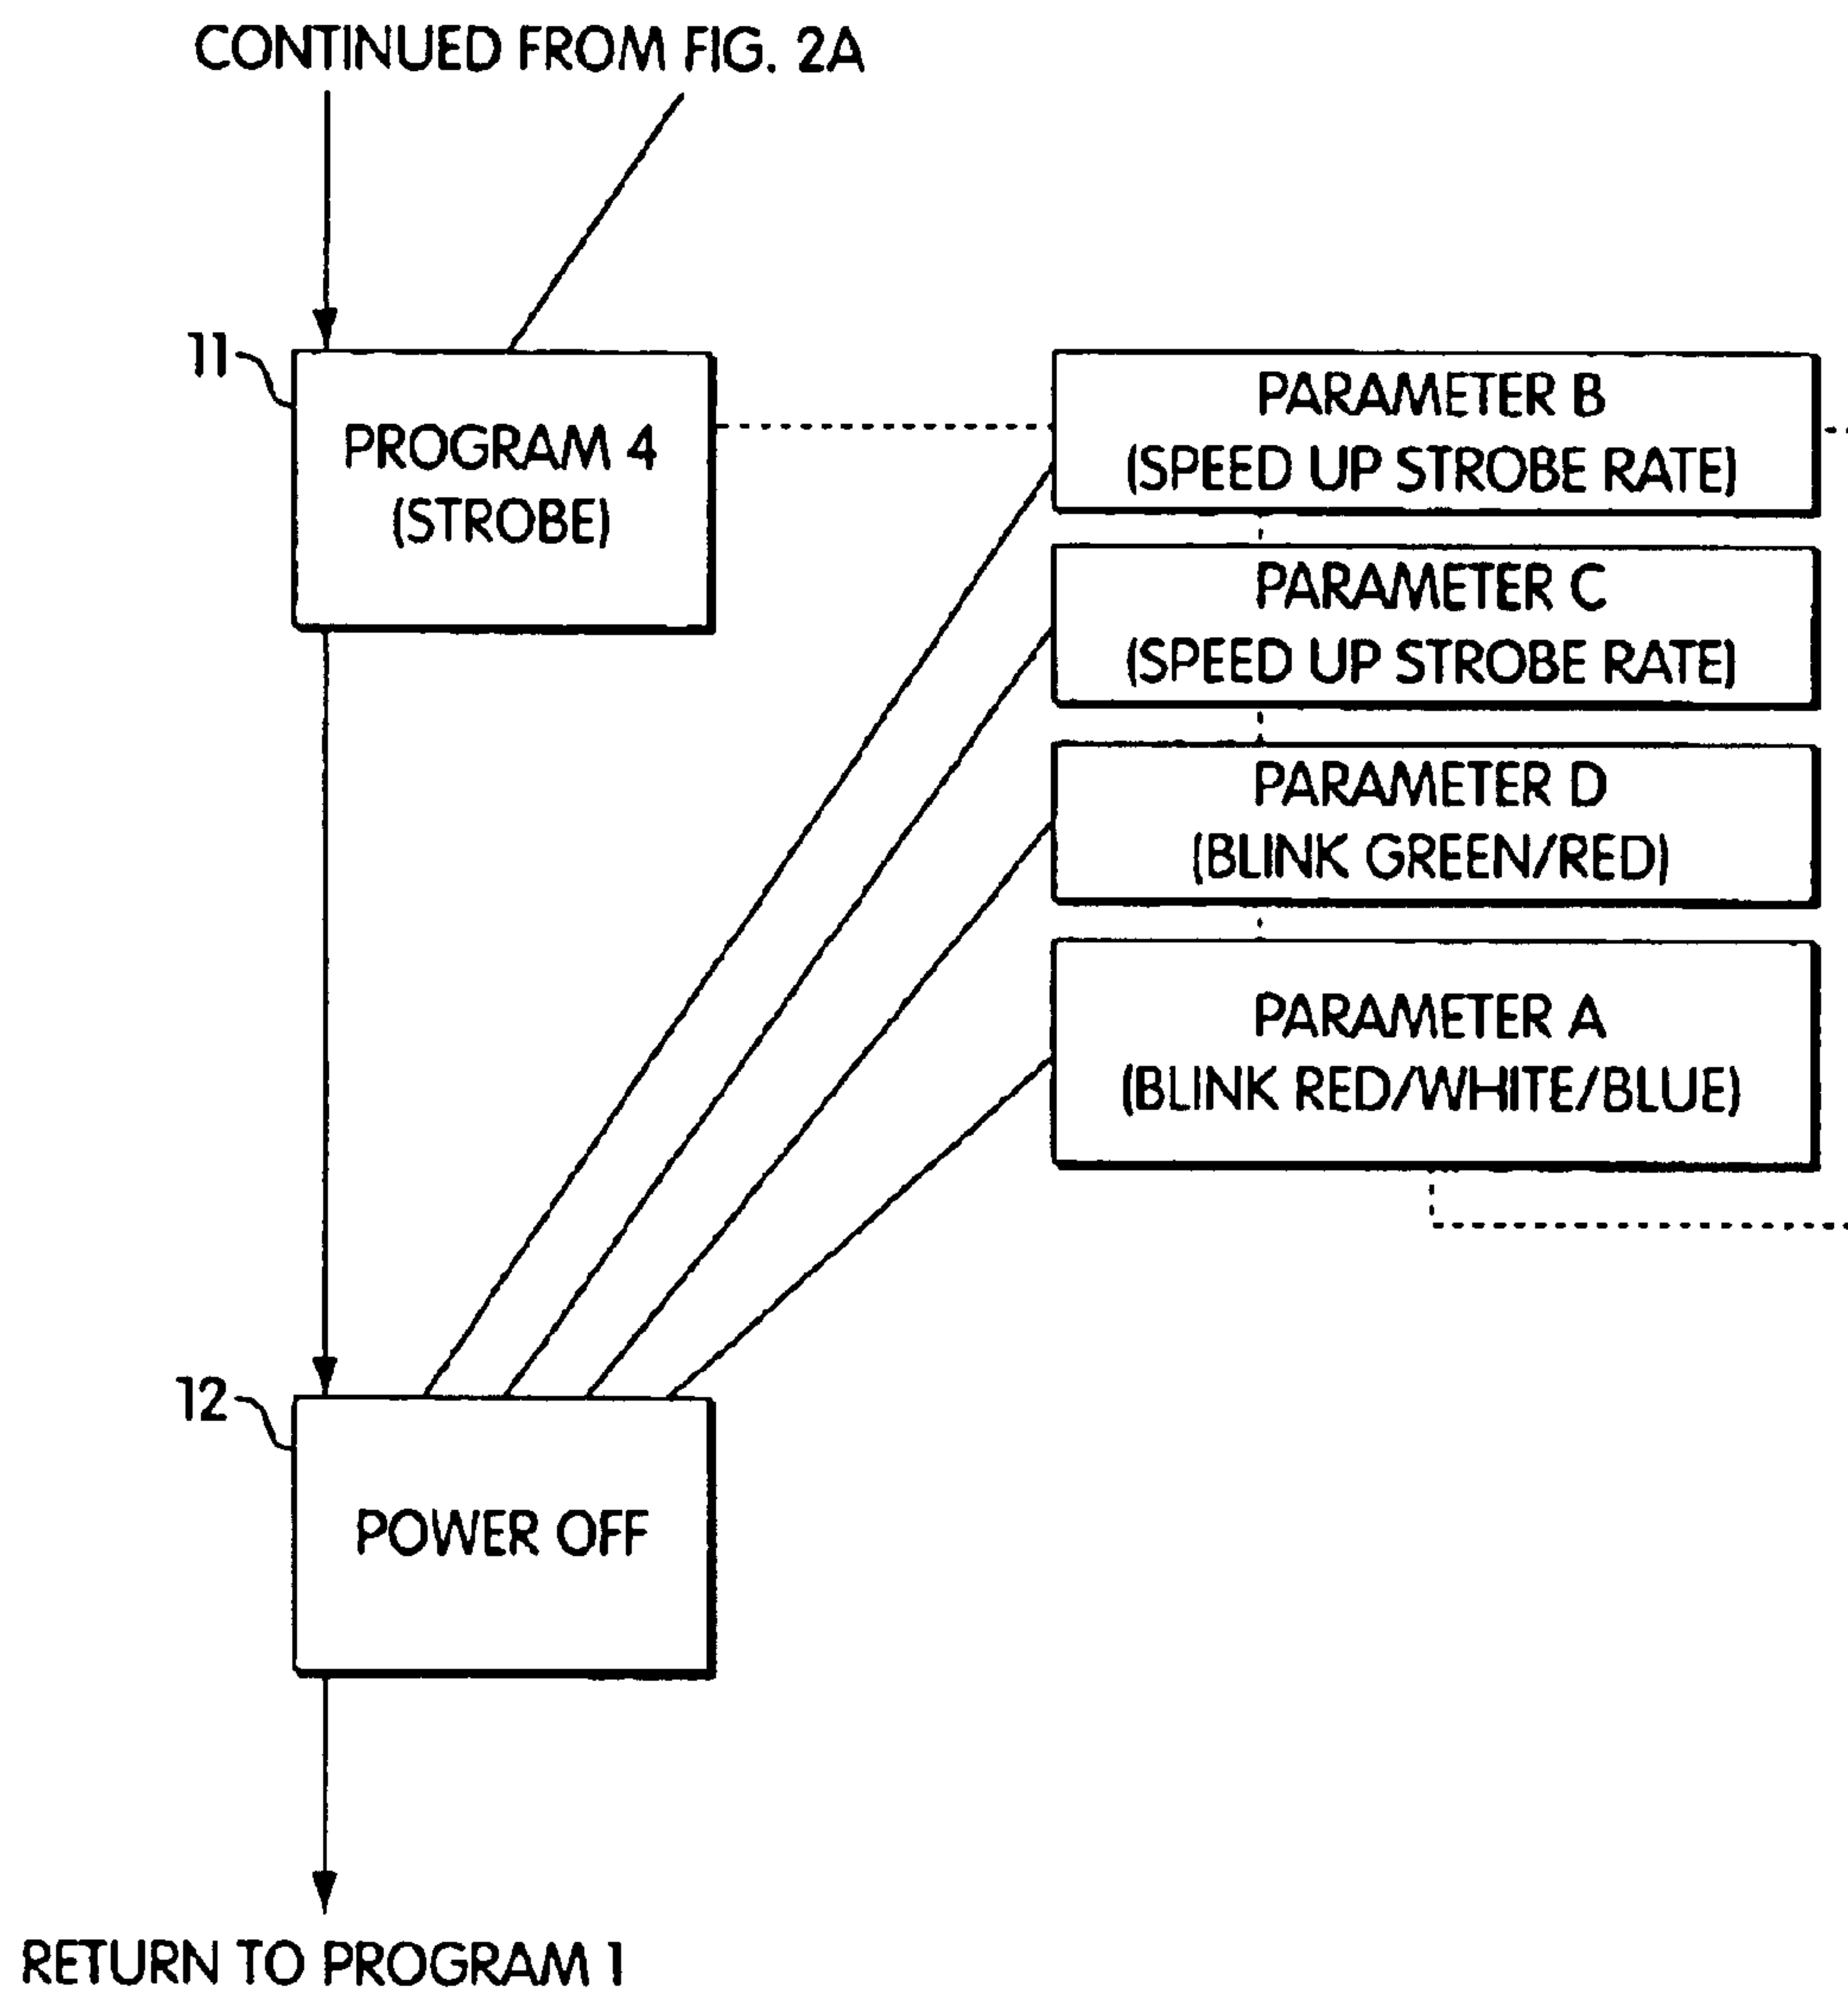 CONTINUED FROM FIG. 2A
11
PROGRAM 4
(STROBE)
PARAMETER B
(SPEED UP STROBE RATE)
PARAMETER C
(SPEED UP STROBE RATE)
PARAMETER D
(BLINK GREEN/RED)
PARAMETER A
(BLINK RED/WHITE/BLUE)
12
POWER OFF
RETURN TO PROGRAM 1